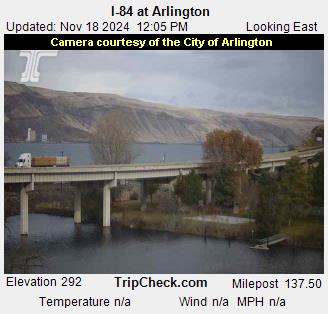 I-84 at Arlington
Updated: Nov 18 2024 12:05 PM Looking East
Camera courtesy of the City of Arlington
Elevation 292 TripCheck.com Milepost 137.50
Temperature n/a Wind n/a MPH n/a